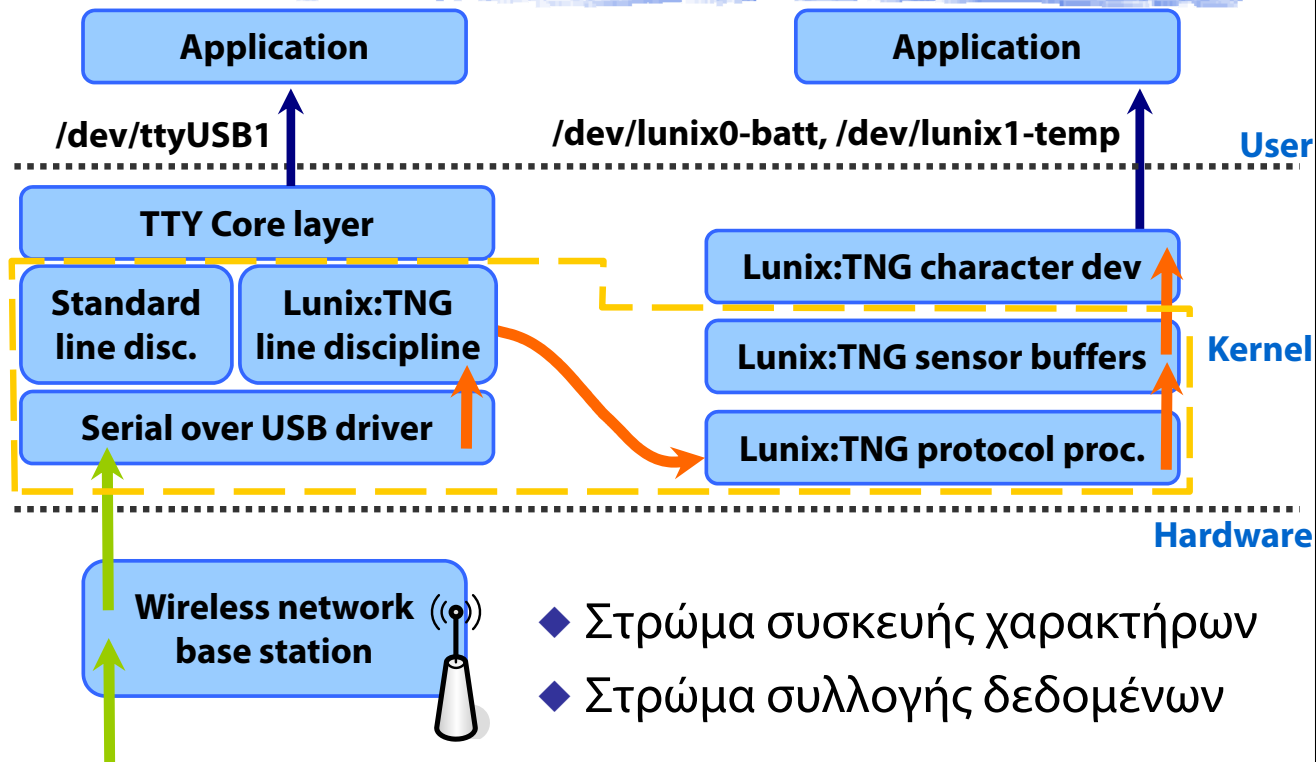 Application
Application
/dev/ttyUSB1
/dev/lunix0-batt, /dev/lunix1-temp
User
TTY Core layer
Standard
line disc.
Lunix:TNG
line discipline
Serial over USB driver
Lunix:TNG character dev
Lunix:TNG sensor buffers
Kernel
Lunix:TNG protocol proc.
Hardware
Wireless network
base station
Στρώμα συσκευής χαρακτήρων
Στρώμα συλλογής δεδομένων